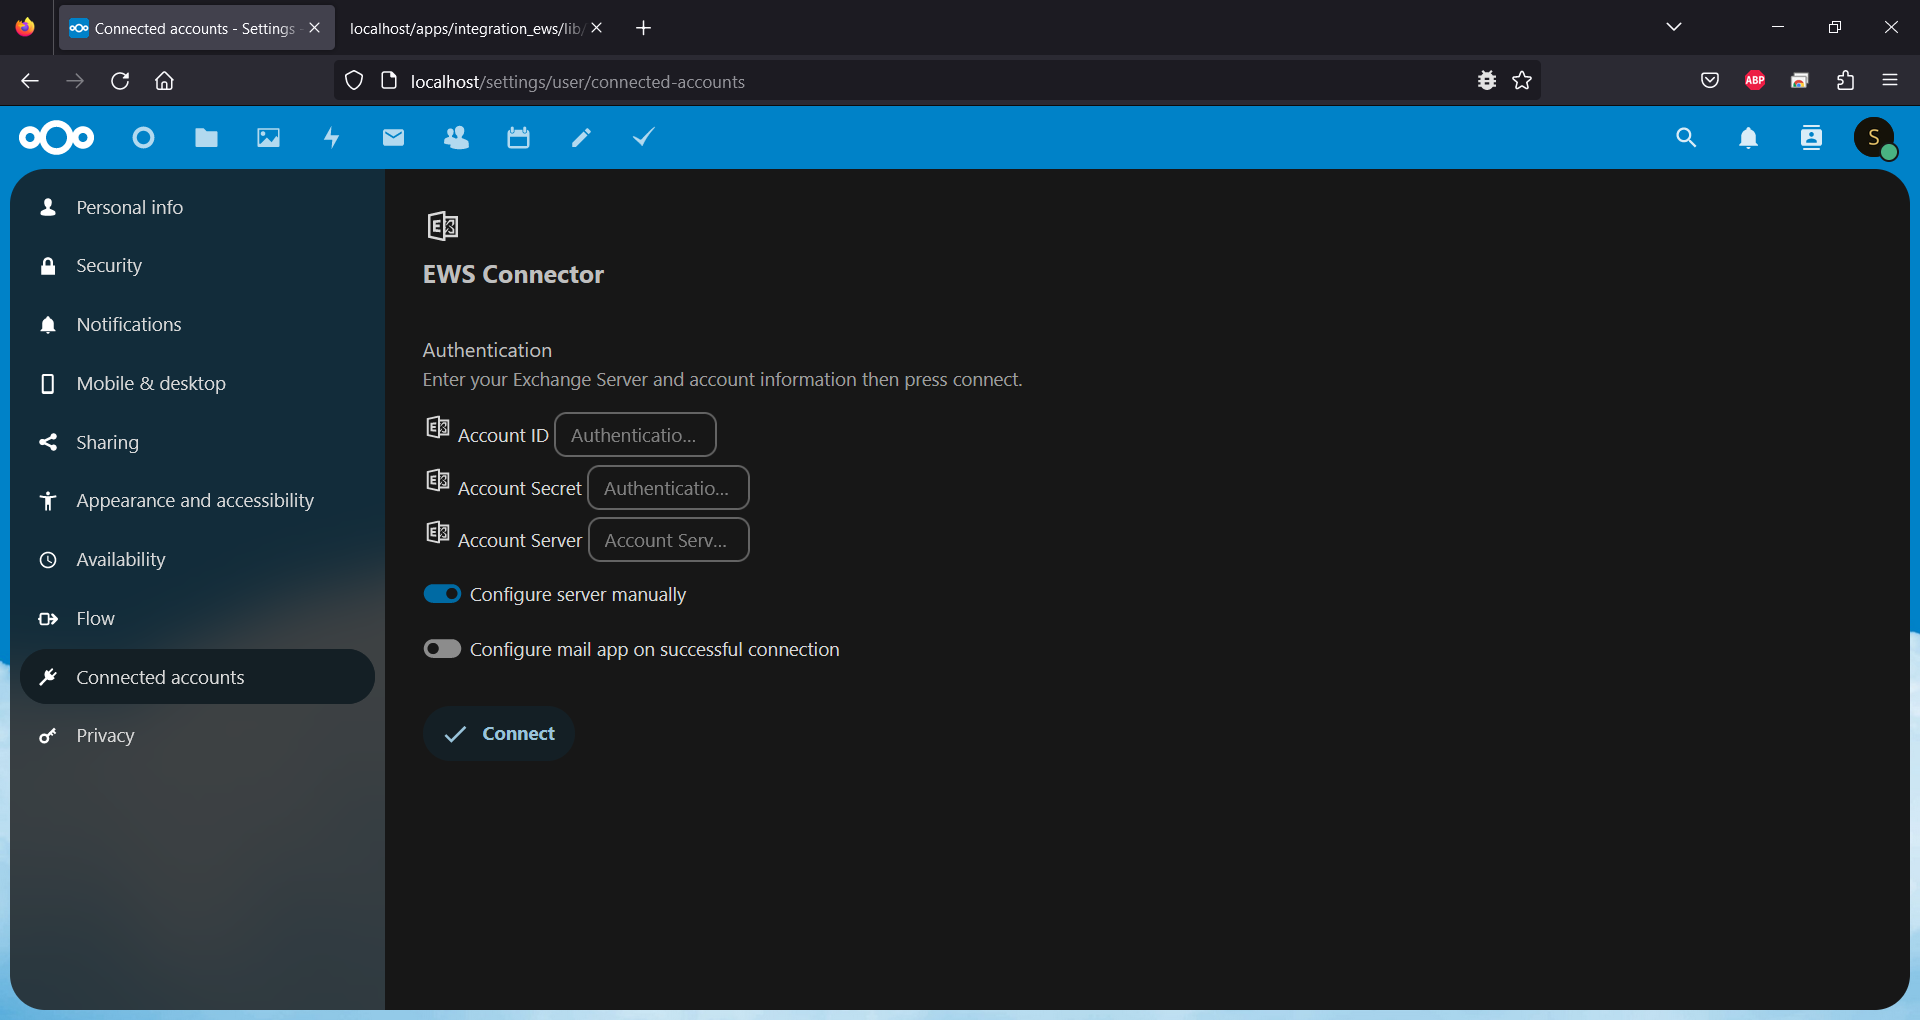 Connected accounts - Settings -
localhost/apps/integration_ews/lib/
localhost/settings/user/connected-accounts
ABP
S
Personal info
Security
Notifications
Mobile & desktop
Sharing
Appearance and accessibility
Availability
Flow
Connected accounts
Privacy
EWS Connector
Authentication
Enter your Exchange Server and account information then press connect.
Account ID Authenticatio...
Account Secret Authenticatio...
Account Server Account Serv...
Configure server manually
Configure mail app on successful connection
Connect